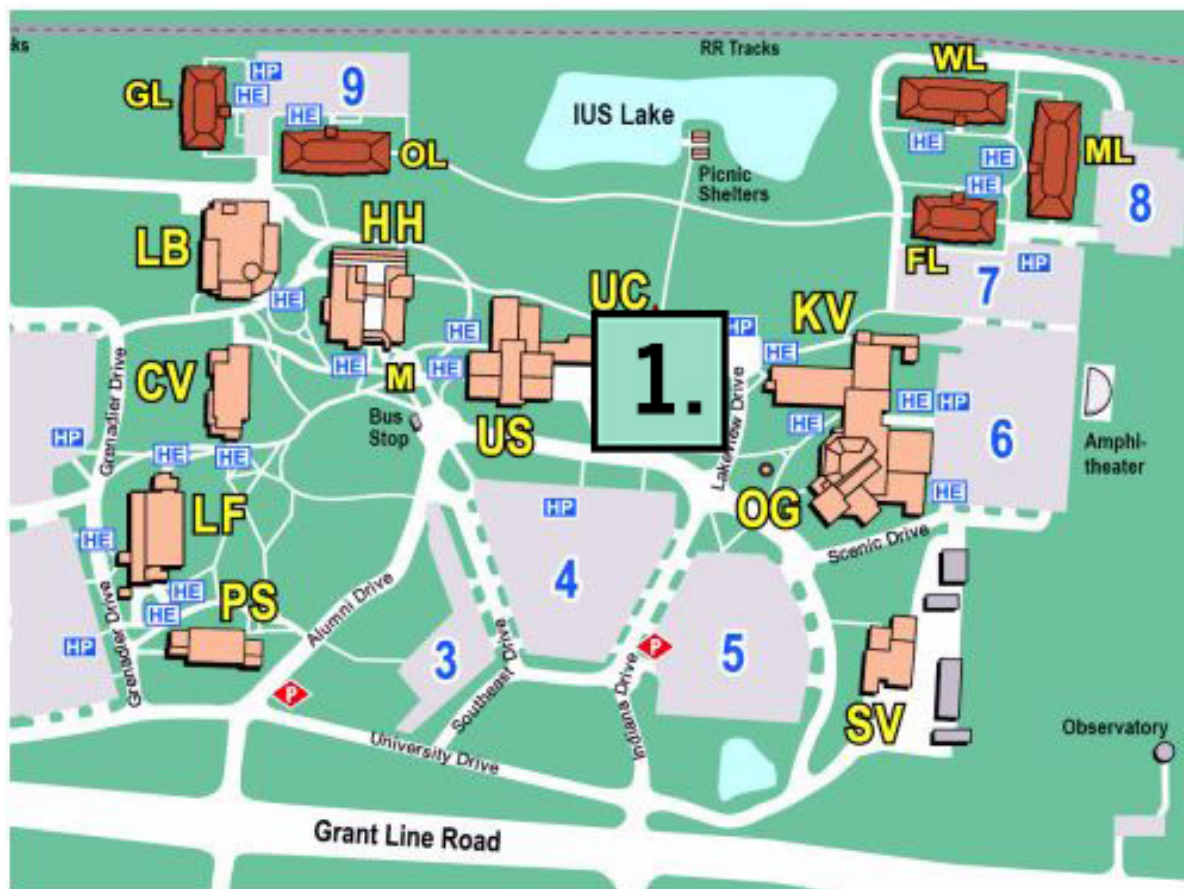 ks
RR Tracks
WL
HP
GL
HE
9
IUS Lake
HE
OL
HE
HE
ML
Picnic
Shelters
HE
8
LB
HH
FL
HP
7
UC
KV
HE
HE
HP
HE
1.
CV
HE
M
HE
Grenadier Drive
Bus
Stop
US
Lakeview Drive
HE
HP
HE
6
Amphi-
theater
HP
HE
HE
LF
HP
OG
HE
HE
Scenic Drive
4
HE
HE
PS
Alumni Drive
3
5
HP
Grenadier Drive
P
P
Southeast Drive
Indiana Drive
SV
University Drive
Observatory
Grant Line Road